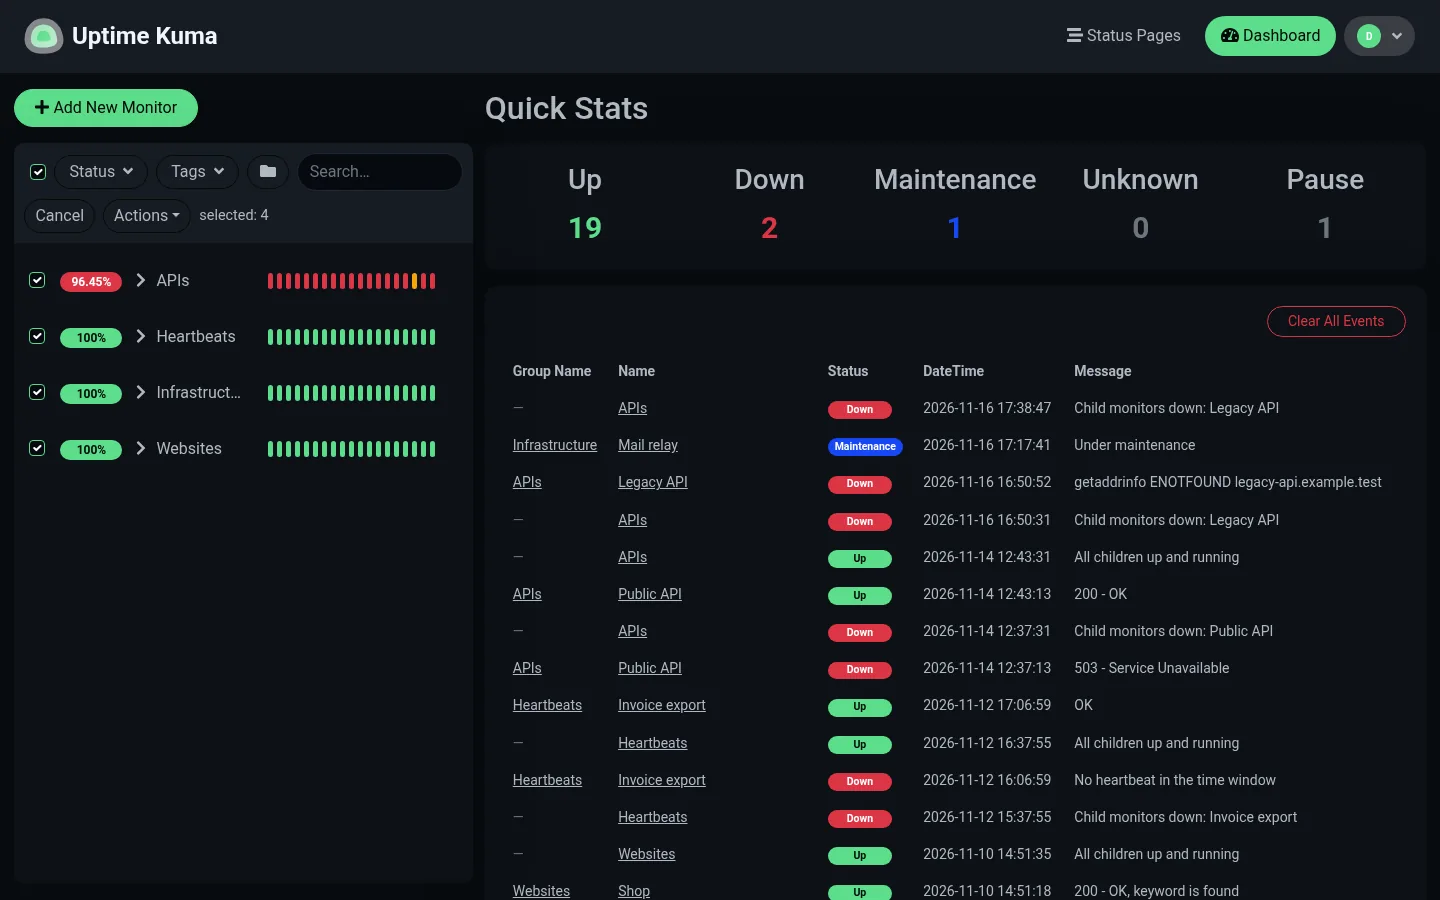 Uptime Kuma
Status Pages
Dashboard
D
Add New Monitor
Quick Stats
Status
Tags
Search...
Cancel
Actions
selected: 4
96.45% APIs
100% Heartbeats
100% Infrastruct...
100% Websites
Up Down Maintenance Unknown Pause
19 2 1 0 1
Clear All Events
Group Name Name Status DateTime Message
— APIs Down 2026-11-16 17:38:47 Child monitors down: Legacy API
Infrastructure Mail relay Maintenance 2026-11-16 17:17:41 Under maintenance
APIs Legacy API Down 2026-11-16 16:50:52 getaddrinfo ENOTFOUND legacy-api.example.test
— APIs Down 2026-11-16 16:50:31 Child monitors down: Legacy API
— APIs Up 2026-11-14 12:43:31 All children up and running
APIs Public API Up 2026-11-14 12:43:13 200 - OK
— APIs Down 2026-11-14 12:37:31 Child monitors down: Public API
APIs Public API Down 2026-11-14 12:37:13 503 - Service Unavailable
Heartbeats Invoice export Up 2026-11-12 17:06:59 OK
— Heartbeats Up 2026-11-12 16:37:55 All children up and running
Heartbeats Invoice export Down 2026-11-12 16:06:59 No heartbeat in the time window
— Heartbeats Down 2026-11-12 15:37:55 Child monitors down: Invoice export
— Websites Up 2026-11-10 14:51:35 All children up and running
Websites Shop Up 2026-11-10 14:51:18 200 - OK, keyword is found